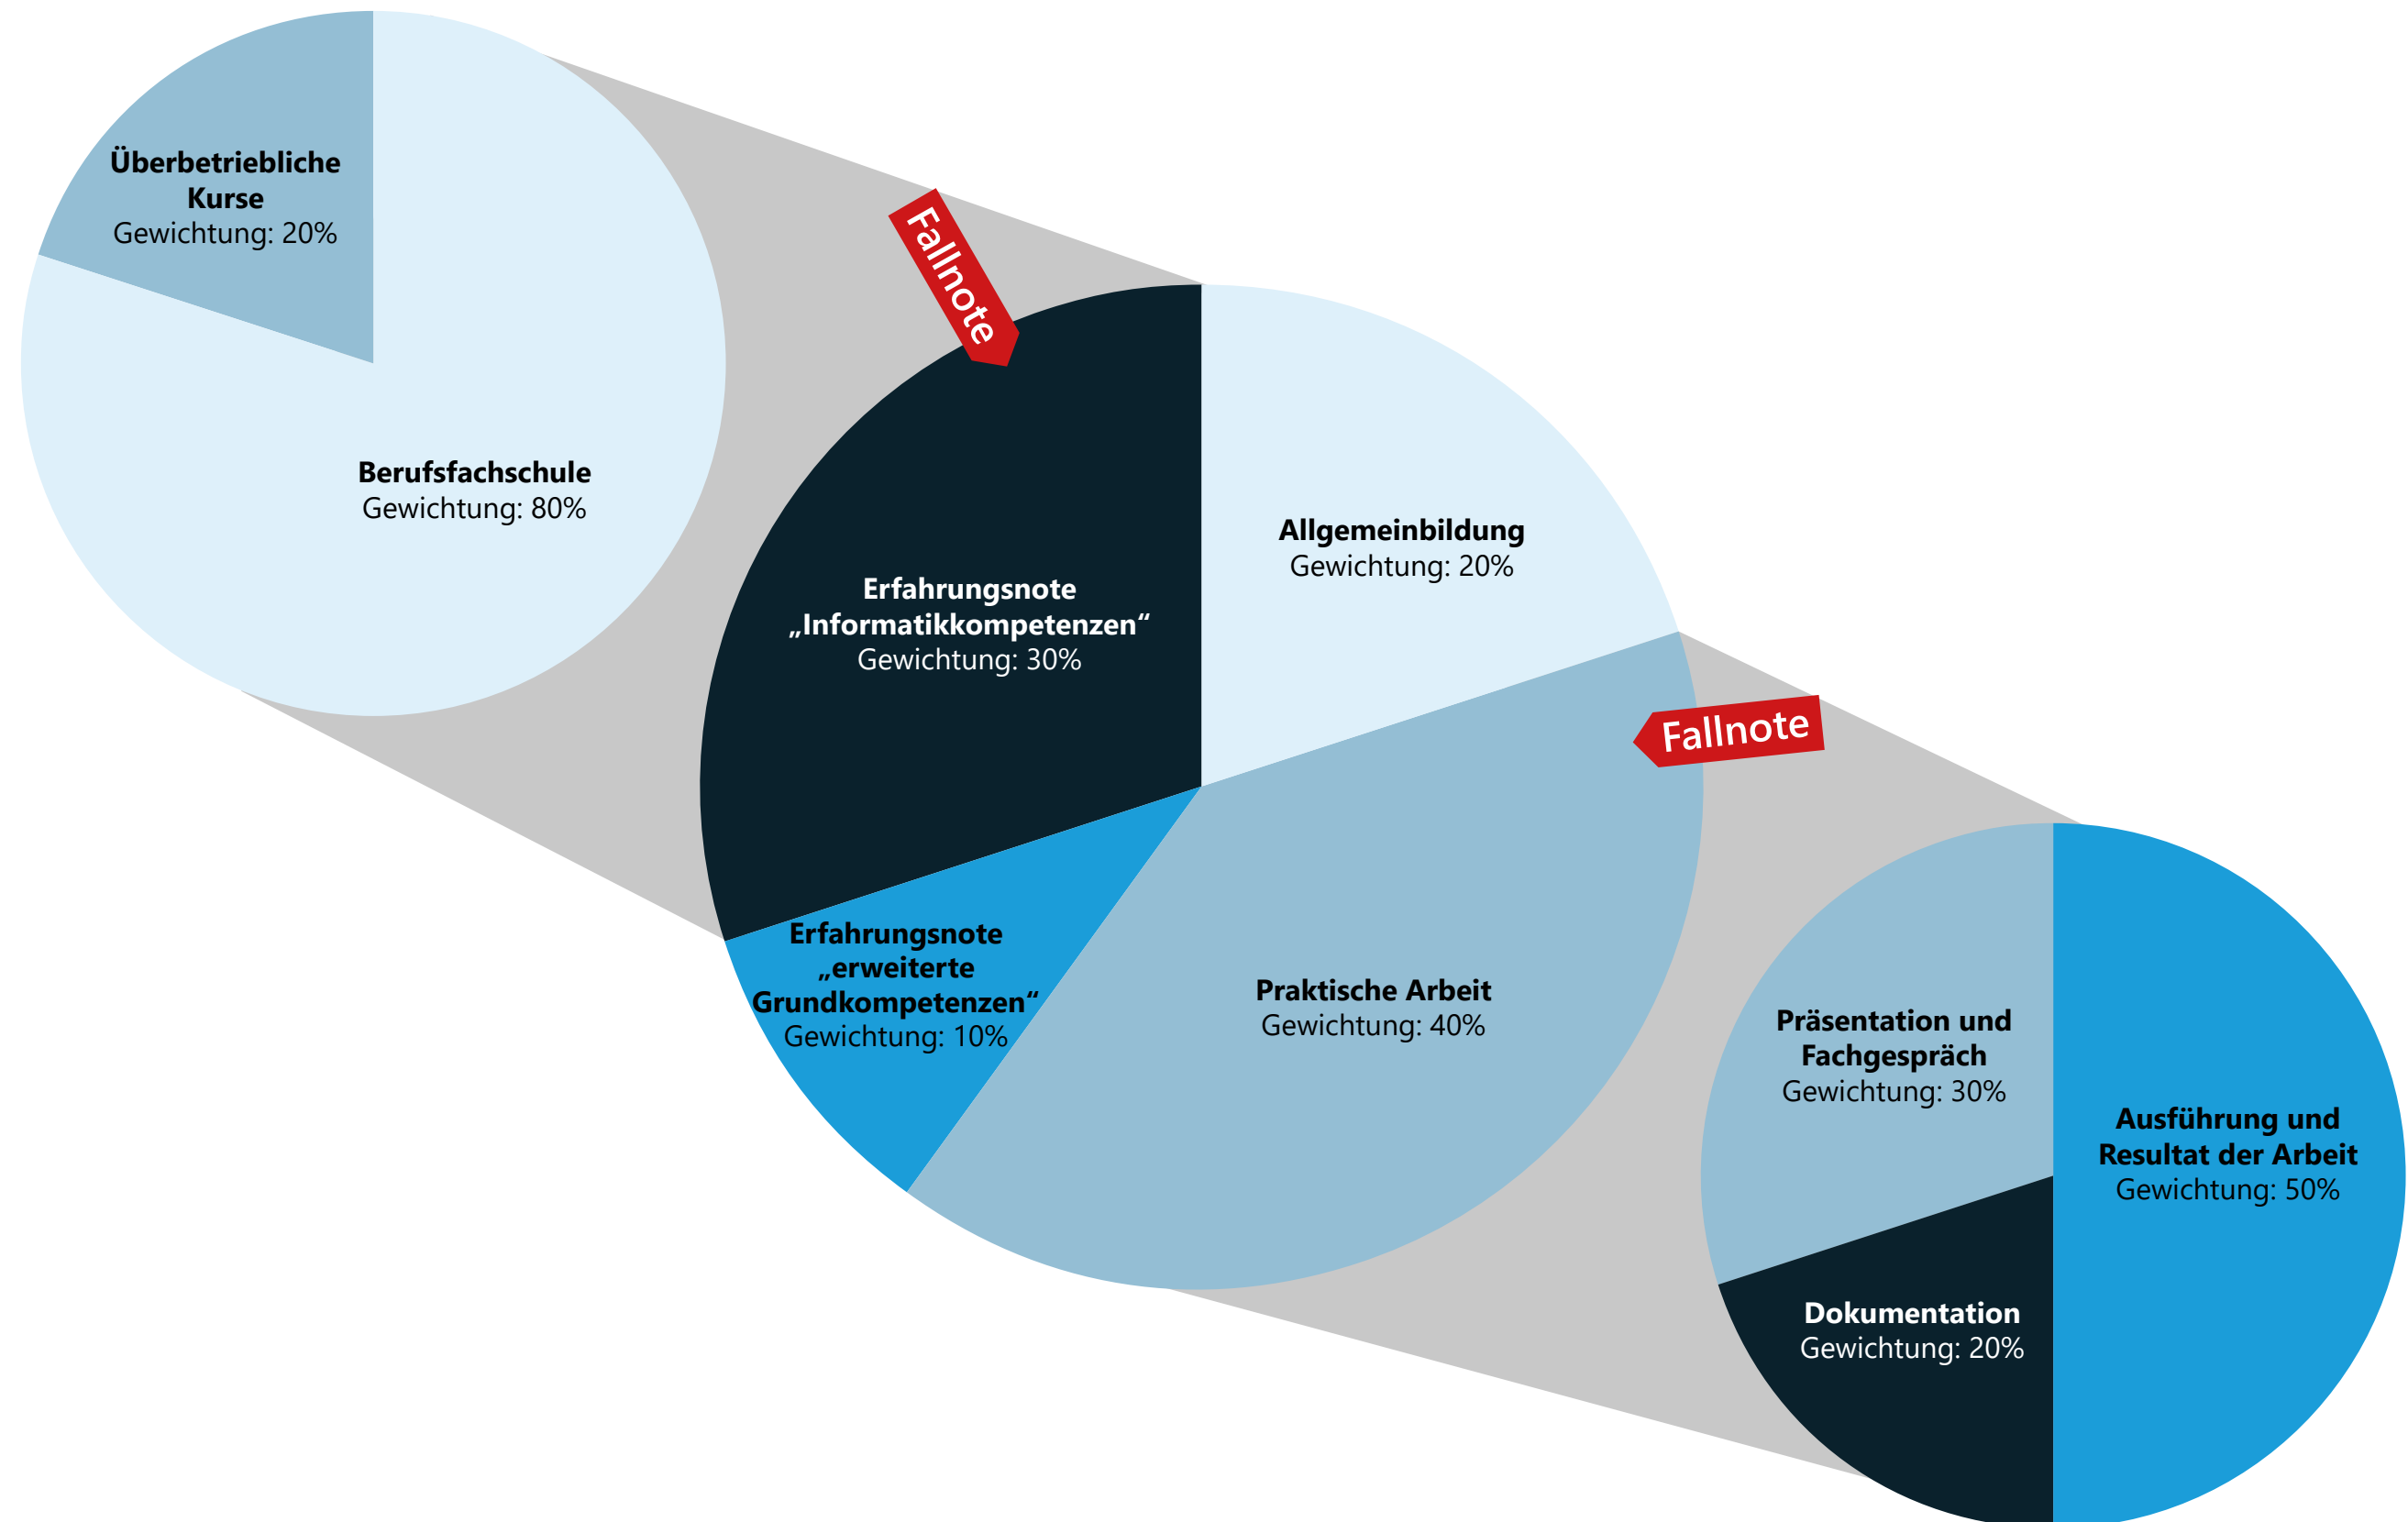 Überbetriebliche
Kurse
Gewichtung: 20%
Berufsfachschule
Gewichtung: 80%
Fallnote
Erfahrungsnote
„Informatikkompetenzen“
Gewichtung: 30%
Allgemeinbildung
Gewichtung: 20%
Fallnote
Erfahrungsnote
„erweiterte
Grundkompetenzen“
Gewichtung: 10%
Praktische Arbeit
Gewichtung: 40%
Präsentation und
Fachgespräch
Gewichtung: 30%
Ausführung und
Resultat der Arbeit
Gewichtung: 50%
Dokumentation
Gewichtung: 20%